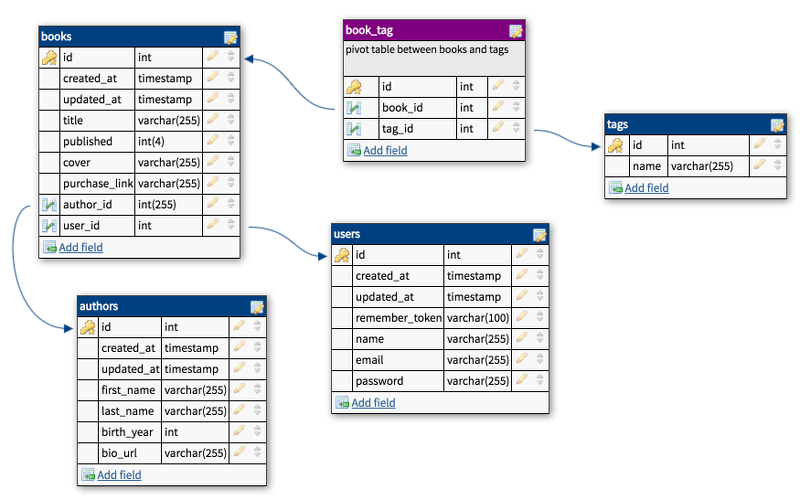 books
id int
created_at timestamp
updated_at timestamp
title varchar(255)
published int(4)
cover varchar(255)
purchase_link varchar(255)
author_id int(255)
user_id int
Add field
book_tag
pivot table between books and tags
id int
book_id int
tag_id int
Add field
tags
id int
name varchar(255)
Add field
users
id int
created_at timestamp
updated_at timestamp
remember_token varchar(100)
name varchar(255)
email varchar(255)
password varchar(255)
Add field
authors
id int
created_at timestamp
updated_at timestamp
first_name varchar(255)
last_name varchar(255)
birth_year int
bio_url varchar(255)
Add field